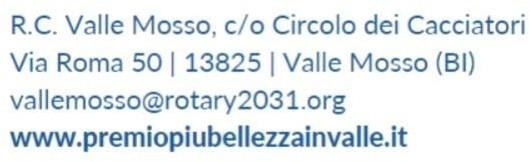 R.C. Valle Mosso, c/o Circolo dei Cacciatori
Via Roma 50 | 13825 | Valle Mosso (BI)
vallemosso@rotary2031.org
www.premiopiubellezzainvalle.it